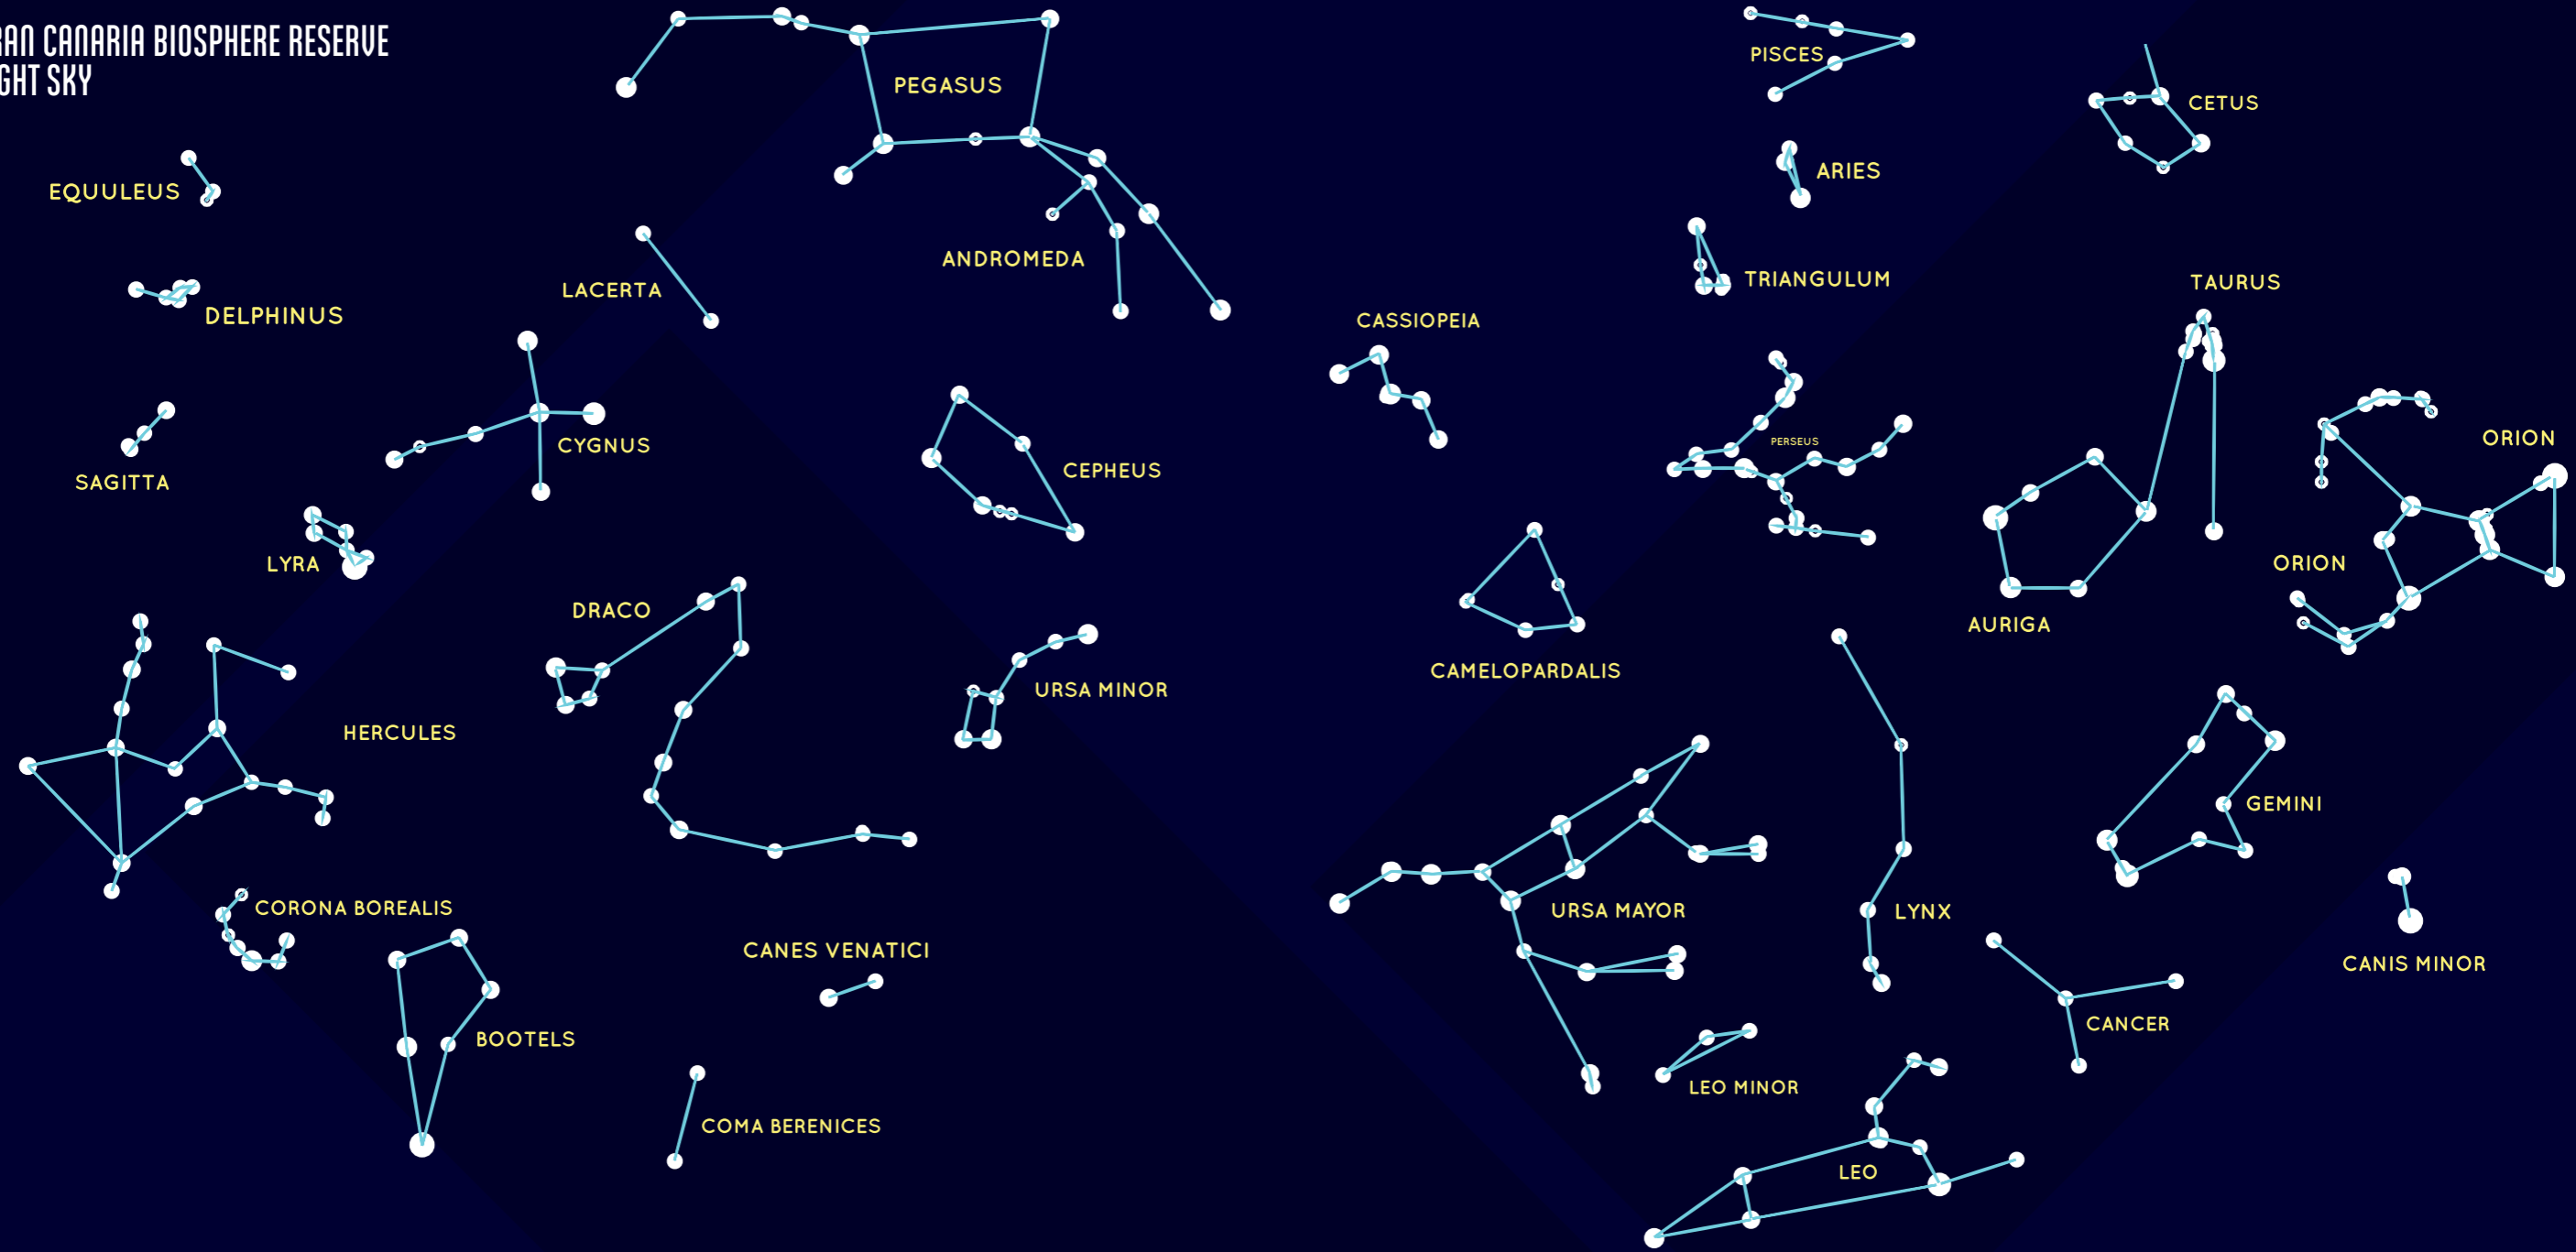 RAN CANARIA BIOSPHERE RESERVE
GHT SKY
PEGASUS
PISCES
CETUS
ARIES
EQUULEUS
ANDROMEDA
TRIANGULUM
TAURUS
LACERTA
DELPHINUS
CASSIOPEIA
ORION
PERSEUS
CYGNUS
CEPHEUS
SAGITTA
LYRA
ORION
DRACO
AURIGA
CAMELOPARDALIS
URSA MINOR
HERCULES
GEMINI
CORONA BOREALIS
URSA MAYOR
LYNX
CANES VENATICI
CANIS MINOR
CANCER
BOOTELS
LEO MINOR
COMA BERENICES
LEO